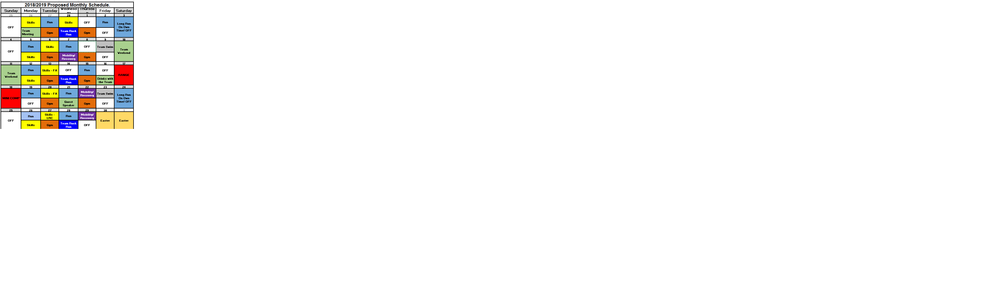 2018/2019 Proposed Monthly Schedule.
Sunday Monday Tuesday Wednesd Thursda Friday Saturday
25 26 27 28 1 2 3
OFF
Skills Run Skills OFF Run
Long Run
On Own
Time/ OFF
Team
Meeting
Gym
Team Ruck
Run
Gym OFF
4 5 6 7 8 9 10
OFF
Run Skills Run OFF Team Swim
Team
Weekend
Skills Gym
Mobility/
Recovery
Gym OFF
11 12 13 14 15 16 17
Team
Weekend
Run Skills - FA OFF Run OFF
RANGE
Skills Gym
Team Ruck
Run
Gym
Drinks with
the Team
18 19 20 21 22 23 24
MINI COMP
Run Skills - FA Run
Mobility/
Recovery
Team Swim
Long Run
On Own
Time/ OFF
OFF Gym
Guest
Speaker
Gym OFF
25 26 27 28 29 30 1
OFF
Run
Skills -
LRC
Run
Mobility/
Recovery
Easter Easter
Skills Gym
Team Ruck
Run
OFF